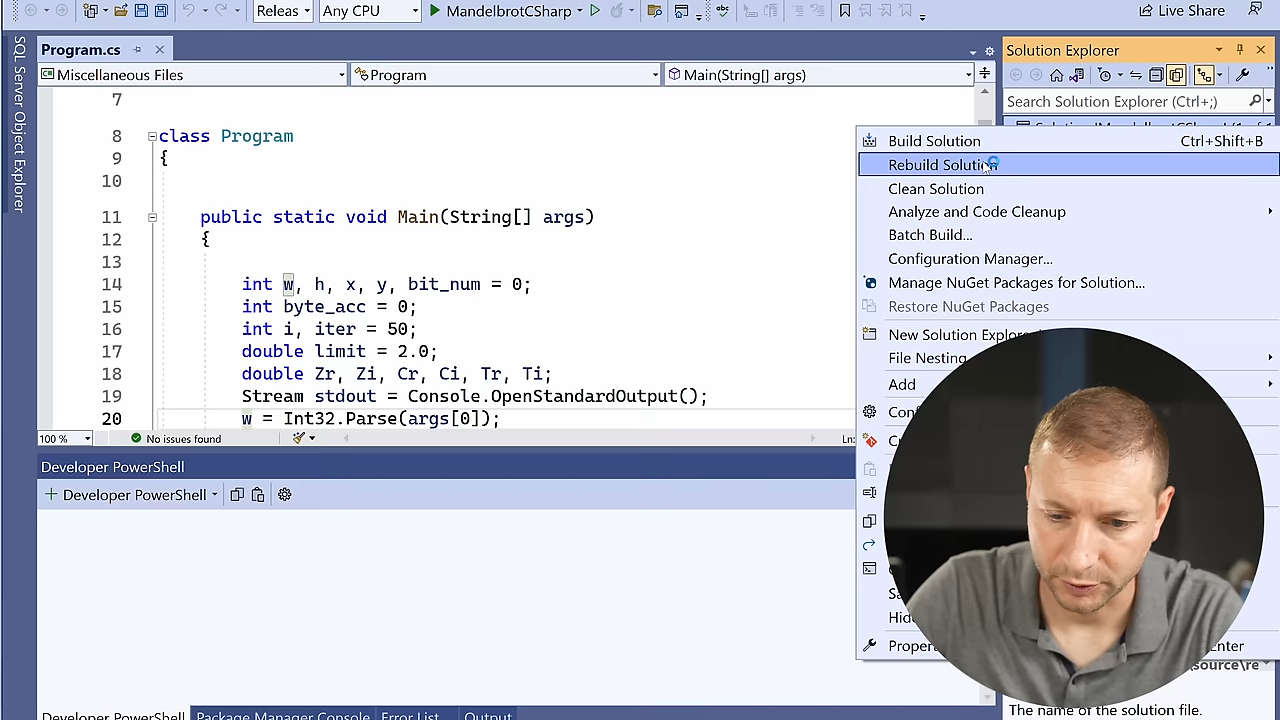 Releas
Any CPU
MandelbrotCSharp
Live Share
SQL Server Object Explorer
Program.cs
Miscellaneous Files
Program
Main(String[] args)
Solution Explorer
Search Solution Explorer (Ctrl+;)
7
8 class Program
9 {
10
11 public static void Main(String[] args)
12 {
13
14 int w, h, x, y, bit_num = 0;
15 int byte_acc = 0;
16 int i, iter = 50;
17 double limit = 2.0;
18 double Zr, Zi, Cr, Ci, Tr, Ti;
19 Stream stdout = Console.OpenStandardOutput();
20 w = Int32.Parse(args[0]);
100 %
No issues found
Ln:
Build Solution Ctrl+Shift+B
Rebuild Solution
Clean Solution
Analyze and Code Cleanup
Batch Build...
Configuration Manager...
Manage NuGet Packages for Solution...
Restore NuGet Packages
New Solution Explore
File Nesting
Add
Developer PowerShell
Developer PowerShell
Developer PowerShell
Package Manager Console
Error List
Output
The name of the solution file.